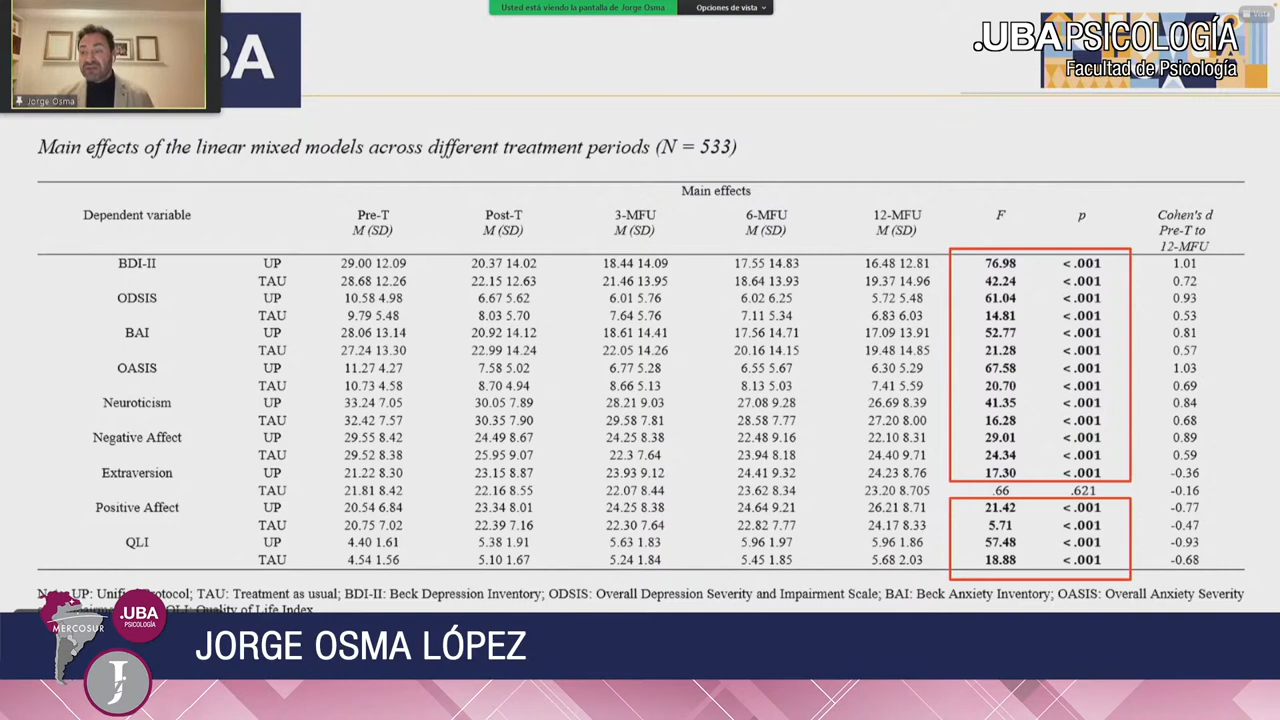 Usted está viendo la pantalla de Jorge Osma
Opciones de vista
Vista
.UBAPSICOLOGÍA
Facultad de Psicología
BA
Jorge Osma
Main effects of the linear mixed models across different treatment periods (N = 533)
Main effects
Dependent variable Pre-T Post-T 3-MFU 6-MFU 12-MFU F p Cohen's d
M (SD) M (SD) M (SD) M (SD) M (SD) Pre-T to
12-MFU
BDI-II UP 29.00 12.09 20.37 14.02 18.44 14.09 17.55 14.83 16.48 12.81 76.98 < .001 1.01
TAU 28.68 12.26 22.15 12.63 21.46 13.95 18.64 13.93 19.37 14.96 42.24 < .001 0.72
ODSIS UP 10.58 4.98 6.67 5.62 6.01 5.76 6.02 6.25 5.72 5.48 61.04 < .001 0.93
TAU 9.79 5.48 8.03 5.70 7.64 5.76 7.11 5.34 6.83 6.03 14.81 < .001 0.53
BAI UP 28.06 13.14 20.92 14.12 18.61 14.41 17.56 14.71 17.09 13.91 52.77 < .001 0.81
TAU 27.24 13.30 22.99 14.24 22.05 14.26 20.16 14.15 19.48 14.85 21.28 < .001 0.57
OASIS UP 11.27 4.27 7.58 5.02 6.77 5.28 6.55 5.67 6.30 5.29 67.58 < .001 1.03
TAU 10.73 4.58 8.70 4.94 8.66 5.13 8.13 5.03 7.41 5.59 20.70 < .001 0.69
Neuroticism UP 33.24 7.05 30.05 7.89 28.21 9.03 27.08 9.28 26.69 8.39 41.35 < .001 0.84
TAU 32.42 7.57 30.35 7.90 29.58 7.81 28.58 7.77 27.20 8.00 16.28 < .001 0.68
Negative Affect UP 29.55 8.42 24.49 8.67 24.25 8.38 22.48 9.16 22.10 8.31 29.01 < .001 0.89
TAU 29.52 8.38 25.95 9.07 22.3 7.64 23.94 8.18 24.40 9.71 24.34 < .001 0.59
Extraversion UP 21.22 8.30 23.15 8.87 23.93 9.12 24.41 9.32 24.23 8.76 17.30 < .001 -0.36
TAU 21.81 8.42 22.16 8.55 22.07 8.44 23.62 8.34 23.20 8.705 .66 .621 -0.16
Positive Affect UP 20.54 6.84 23.34 8.01 24.25 8.38 24.64 9.21 26.21 8.71 21.42 < .001 -0.77
TAU 20.75 7.02 22.39 7.16 22.30 7.64 22.82 7.77 24.17 8.33 5.71 < .001 -0.47
QLI UP 4.40 1.61 5.38 1.91 5.63 1.83 5.96 1.97 5.96 1.86 57.48 < .001 -0.93
TAU 4.54 1.56 5.10 1.67 5.24 1.84 5.45 1.85 5.68 2.03 18.88 < .001 -0.68
UP: Unified Protocol; TAU: Treatment as usual; BDI-II: Beck Depression Inventory; ODSIS: Overall Depression Severity and Impairment Scale; BAI: Beck Anxiety Inventory; OASIS: Overall Anxiety Severity
QLI: Quality of Life Index.
MERCOSUR
.UBA
PSICOLOGÍA
JORGE OSMA LÓPEZ